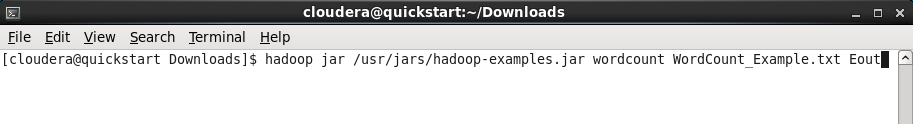 cloudera@quickstart:~/Downloads
File Edit View Search Terminal Help
[cloudera@quickstart Downloads]$ hadoop jar /usr/jars/hadoop-examples.jar wordcount WordCount_Example.txt Eout